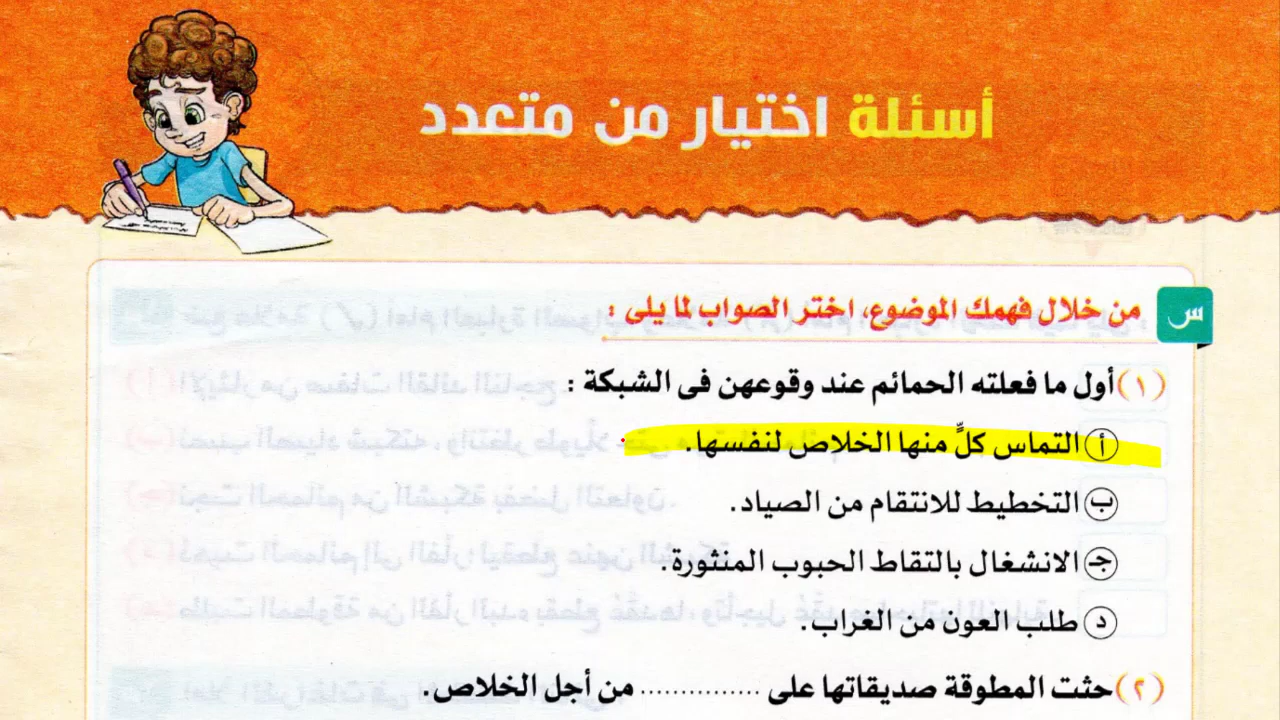 أسئلة اختيار من متعدد
س من خلال فهمك الموضوع، اختر الصواب لما يلى :
(١) أول ما فعلته الحمائم عند وقوعهن فى الشبكة :
أ التماس كلٍّ منها الخلاص لنفسها.
ب التخطيط للانتقام من الصياد.
جـ الانشغال بالتقاط الحبوب المنثورة.
د طلب العون من الغراب.
(٢) حثت المطوقة صديقاتها على ............... من أجل الخلاص.